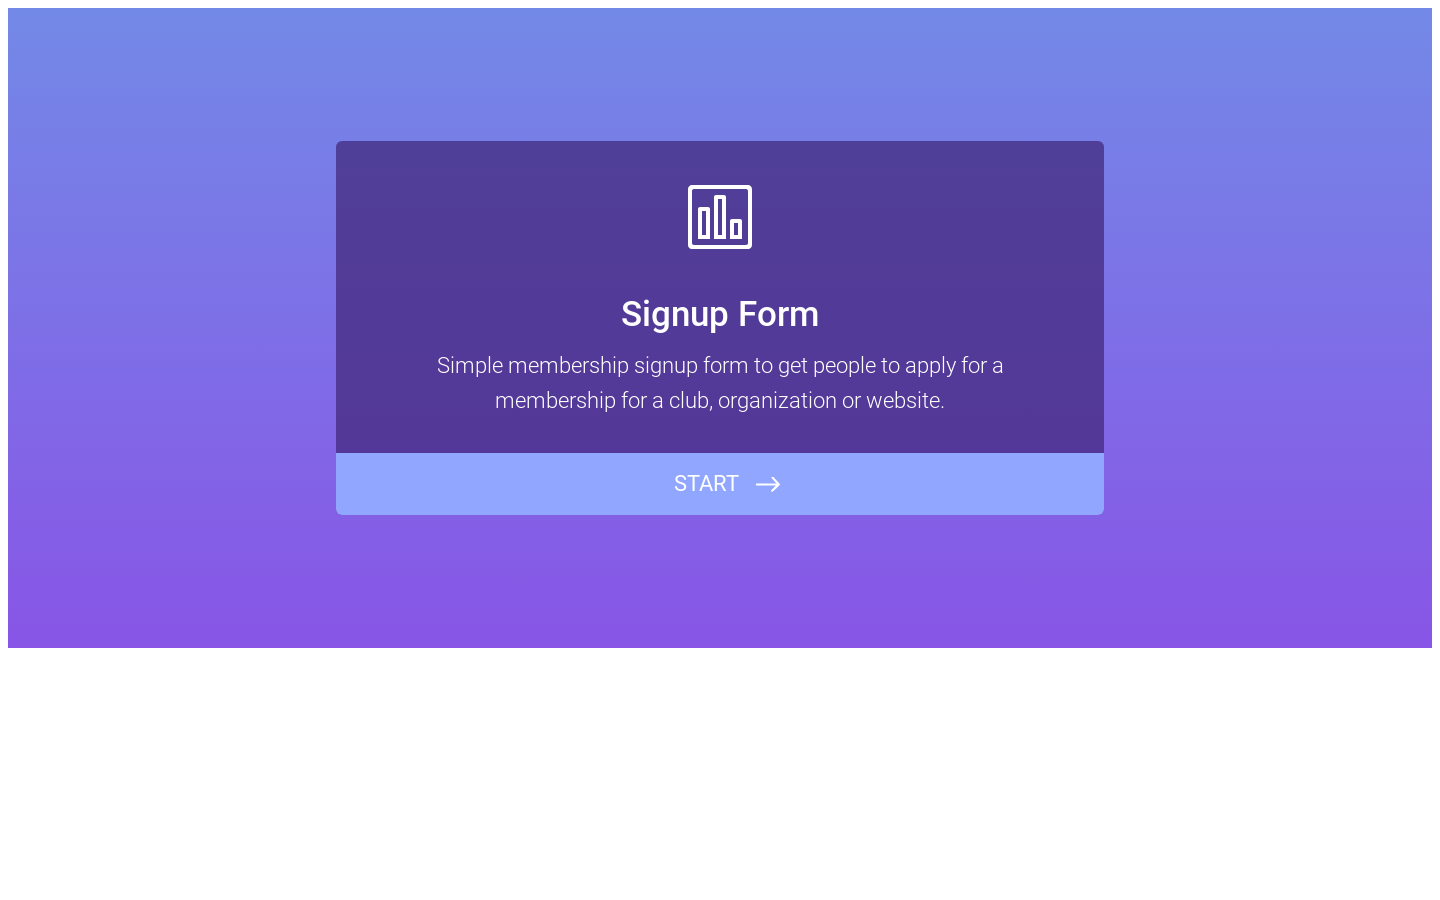 Signup Form
Simple membership signup form to get people to apply for a
membership for a club, organization or website.
START